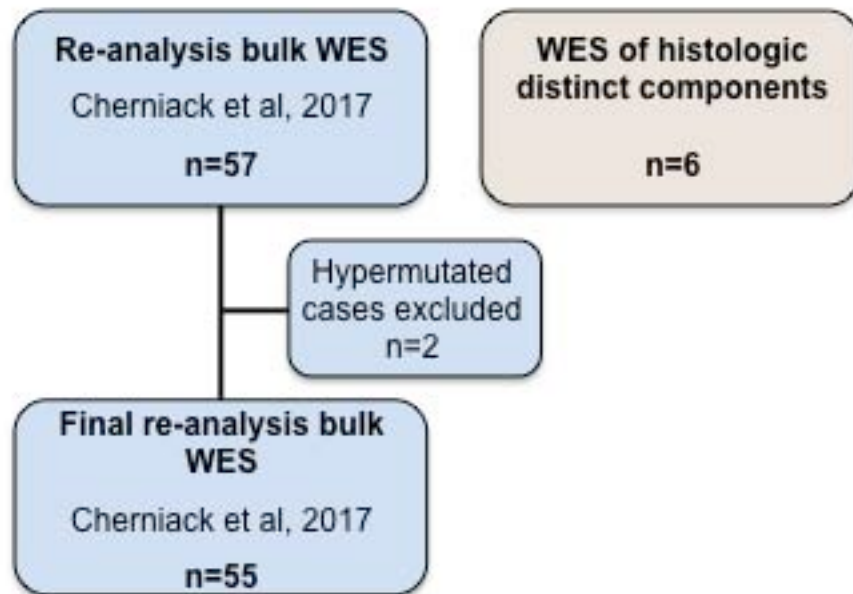 Re-analysis bulk WES
Cherniack et al, 2017
n=57
WES of histologic
distinct components
n=6
Hypermutated
cases excluded
n=2
Final re-analysis bulk
WES
Cherniack et al, 2017
n=55